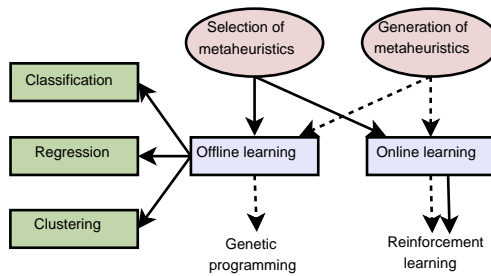 Selection of
metaheuristics
Generation of
metaheuristics
Classification
Regression
Clustering
Offline learning
Online learning
Genetic
programming
Reinforcement
learning